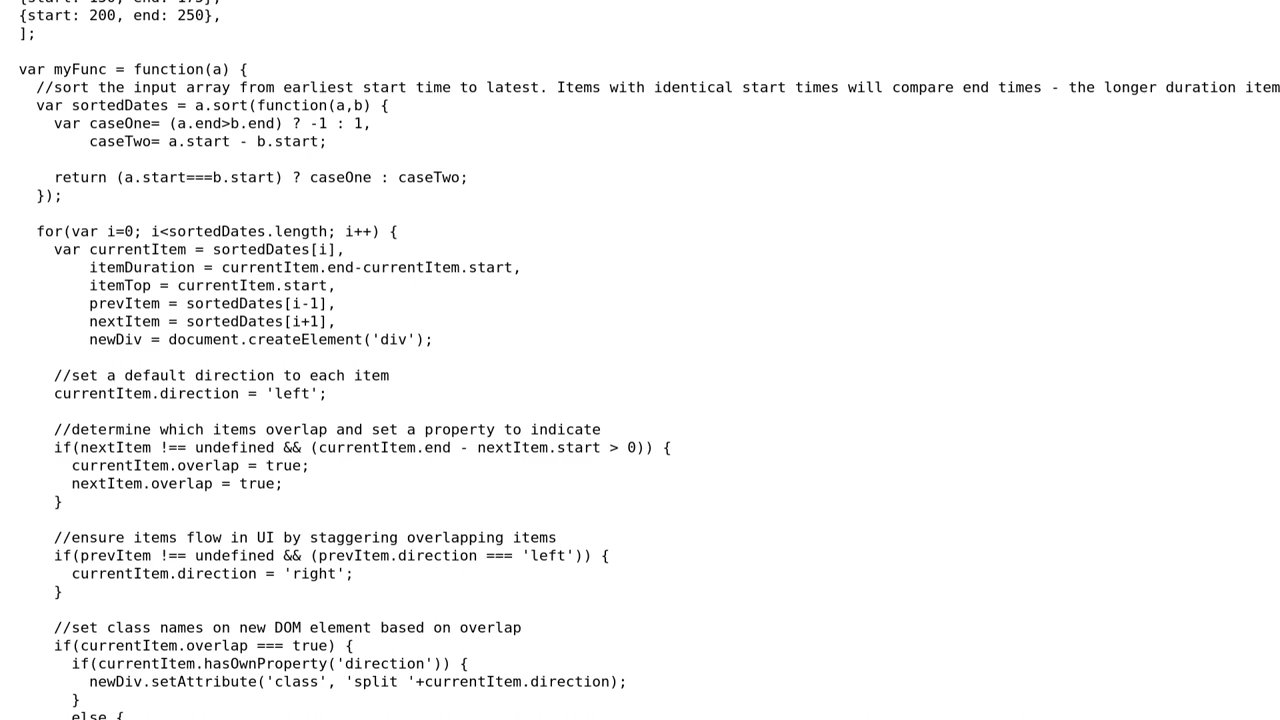 {start: 150, end: 175},
{start: 200, end: 250},
];
var myFunc = function(a) {
//sort the input array from earliest start time to latest. Items with identical start times will compare end times - the longer duration item
var sortedDates = a.sort(function(a,b) {
var caseOne= (a.end>b.end) ? -1 : 1,
caseTwo= a.start - b.start;
return (a.start===b.start) ? caseOne : caseTwo;
});
for(var i=0; i<sortedDates.length; i++) {
var currentItem = sortedDates[i],
itemDuration = currentItem.end-currentItem.start,
itemTop = currentItem.start,
prevItem = sortedDates[i-1],
nextItem = sortedDates[i+1],
newDiv = document.createElement('div');
//set a default direction to each item
currentItem.direction = 'left';
//determine which items overlap and set a property to indicate
if(nextItem !== undefined && (currentItem.end - nextItem.start > 0)) {
currentItem.overlap = true;
nextItem.overlap = true;
}
//ensure items flow in UI by staggering overlapping items
if(prevItem !== undefined && (prevItem.direction === 'left')) {
currentItem.direction = 'right';
}
//set class names on new DOM element based on overlap
if(currentItem.overlap === true) {
if(currentItem.hasOwnProperty('direction')) {
newDiv.setAttribute('class', 'split '+currentItem.direction);
}
else {